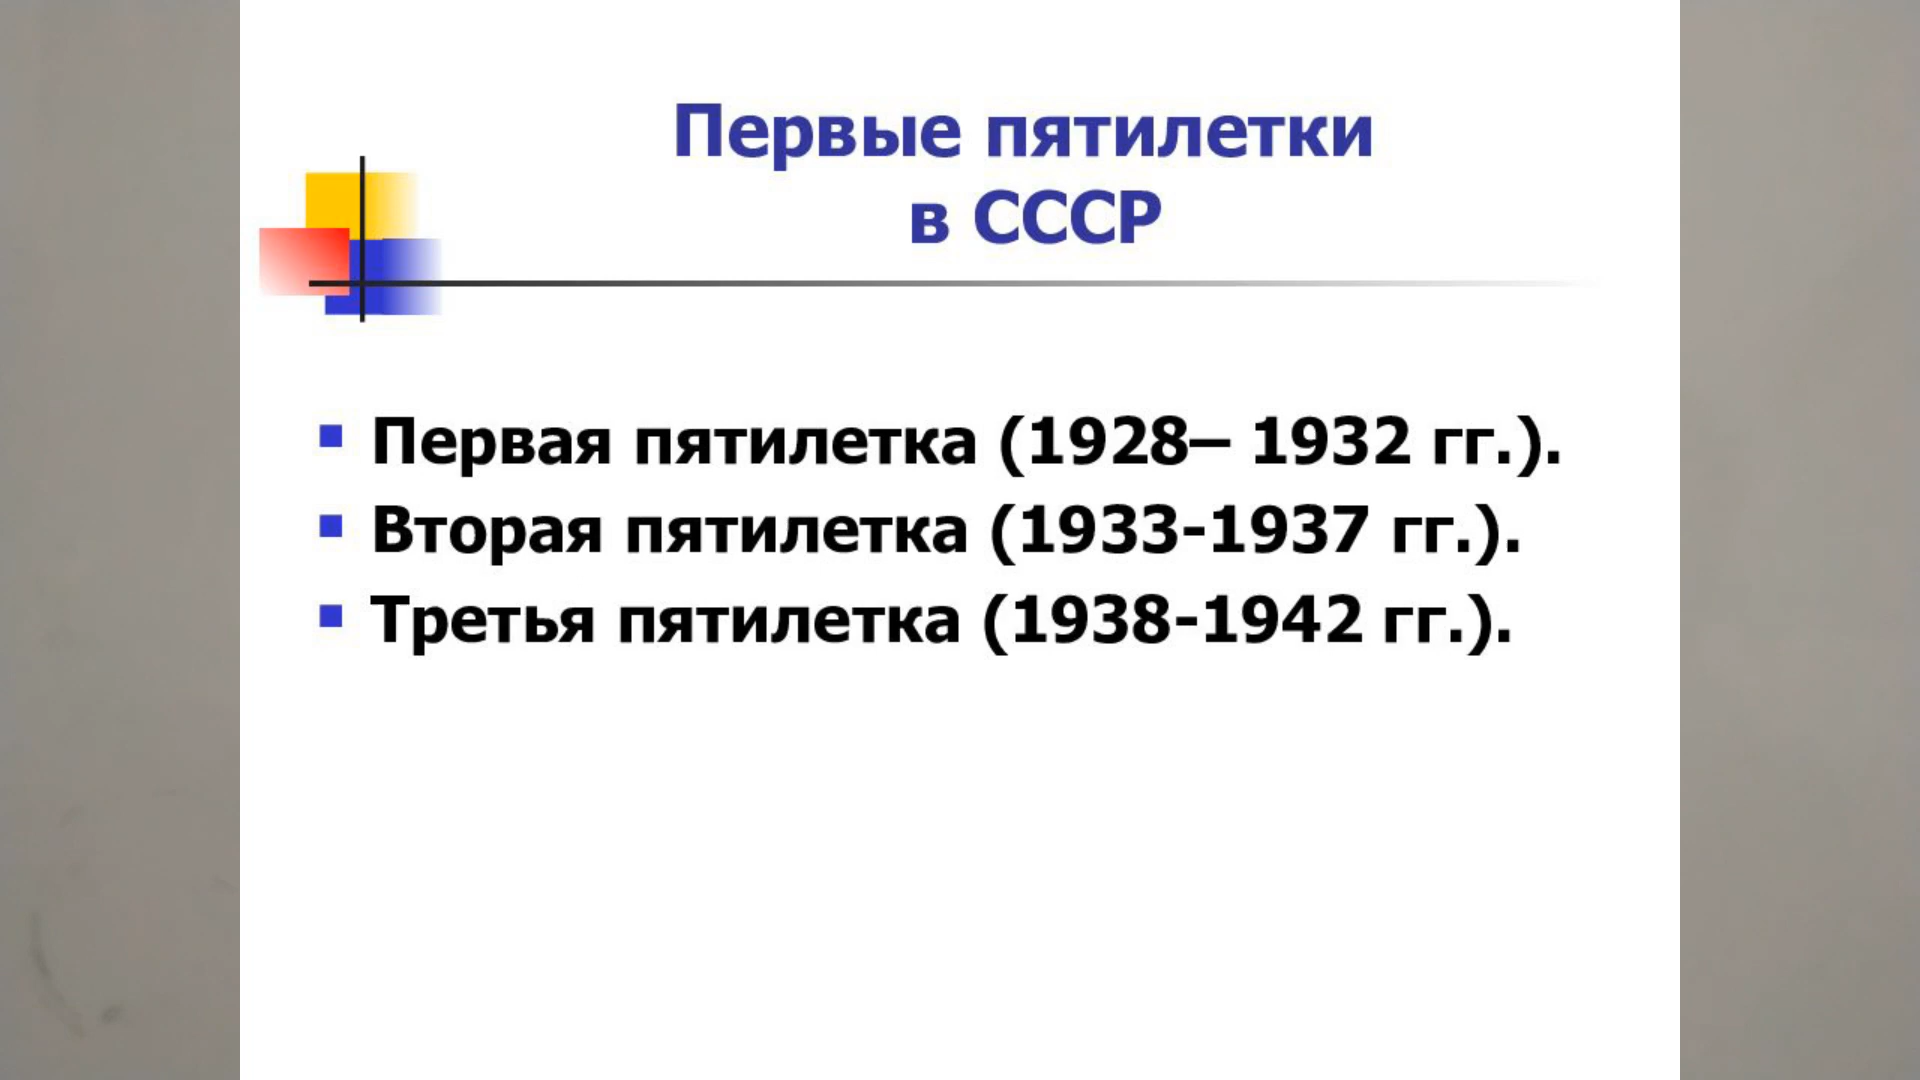 Первые пятилетки
в СССР
Первая пятилетка (1928– 1932 гг.).
Вторая пятилетка (1933-1937 гг.).
Третья пятилетка (1938-1942 гг.).